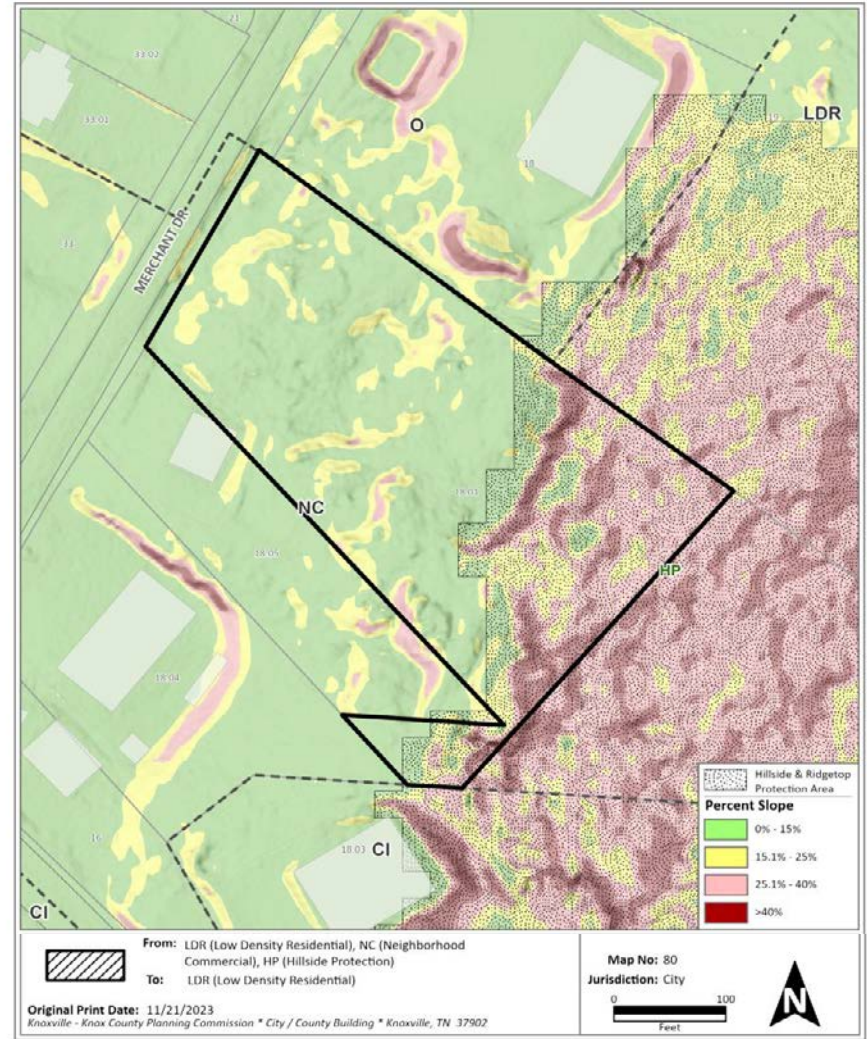 21
33.02
33.01
O
LDR
19
18
33
MERCHANT DR
18.01
NC
18.05
HP
18.04
16
18.03
CI
CI
Hillside & Ridgetop
Protection Area
Percent Slope
0% - 15%
15.1% - 25%
25.1% - 40%
>40%
From: LDR (Low Density Residential), NC (Neighborhood
Commercial), HP (Hillside Protection)
To: LDR (Low Density Residential)
Original Print Date: 11/21/2023
Knoxville - Knox County Planning Commission * City / County Building * Knoxville, TN 37902
Map No: 80
Jurisdiction: City
0 100
Feet
N